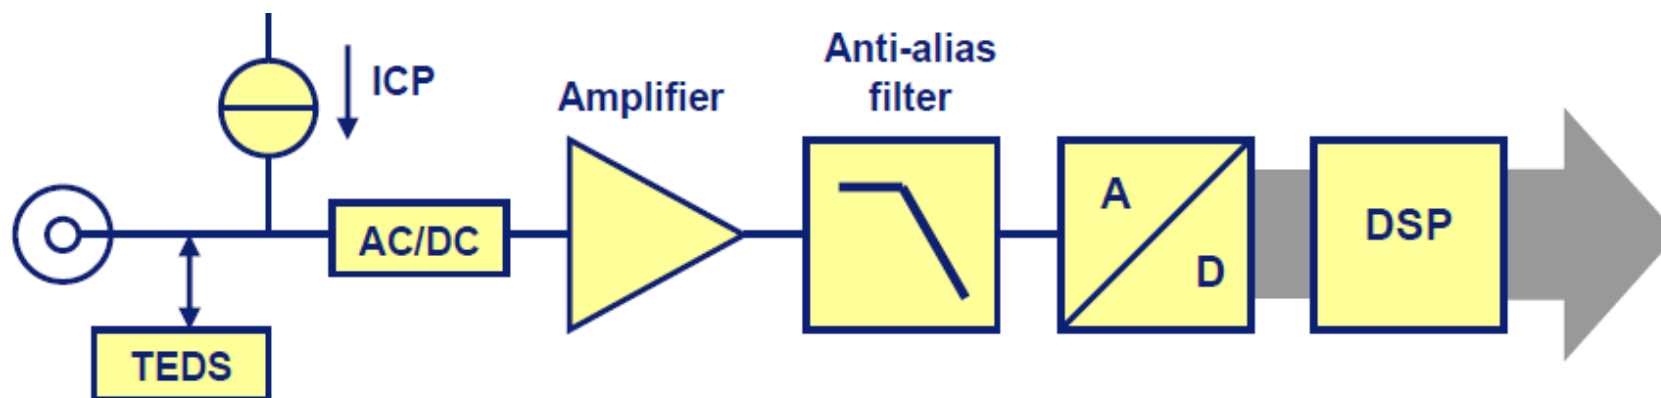 ICP
Amplifier
Anti-alias
filter
AC/DC
TEDS
A
D
DSP